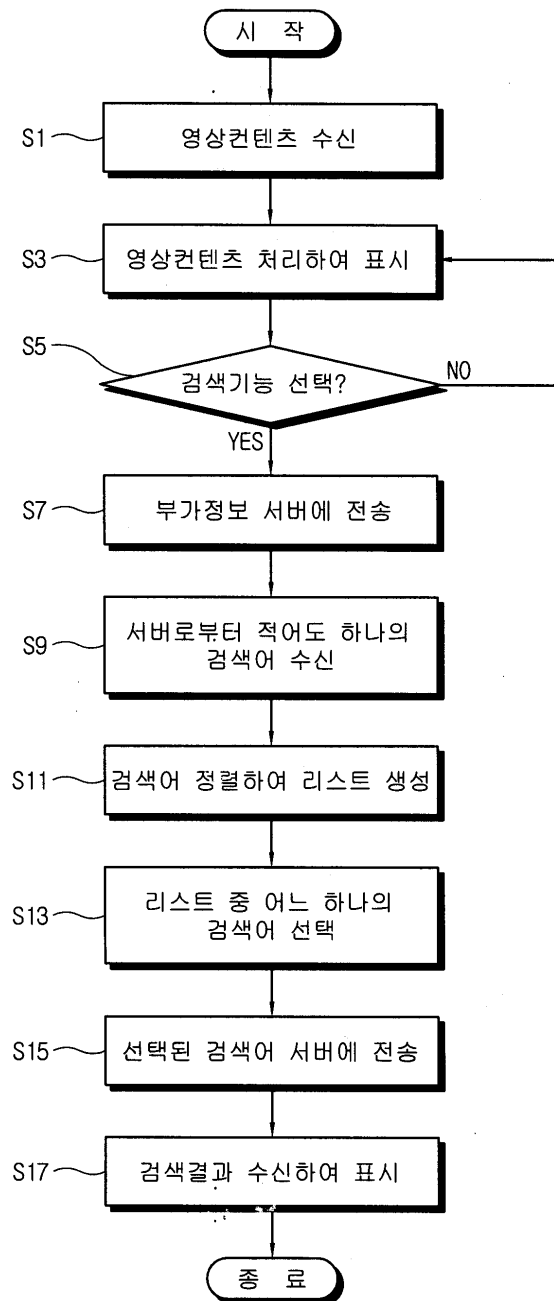 시 작
S1
영상컨텐츠 수신
S3
영상컨텐츠 처리하여 표시
S5
검색기능 선택?
NO
YES
S7
부가정보 서버에 전송
S9
서버로부터 적어도 하나의
검색어 수신
S11
검색어 정렬하여 리스트 생성
S13
리스트 중 어느 하나의
검색어 선택
S15
선택된 검색어 서버에 전송
S17
검색결과 수신하여 표시
종 료